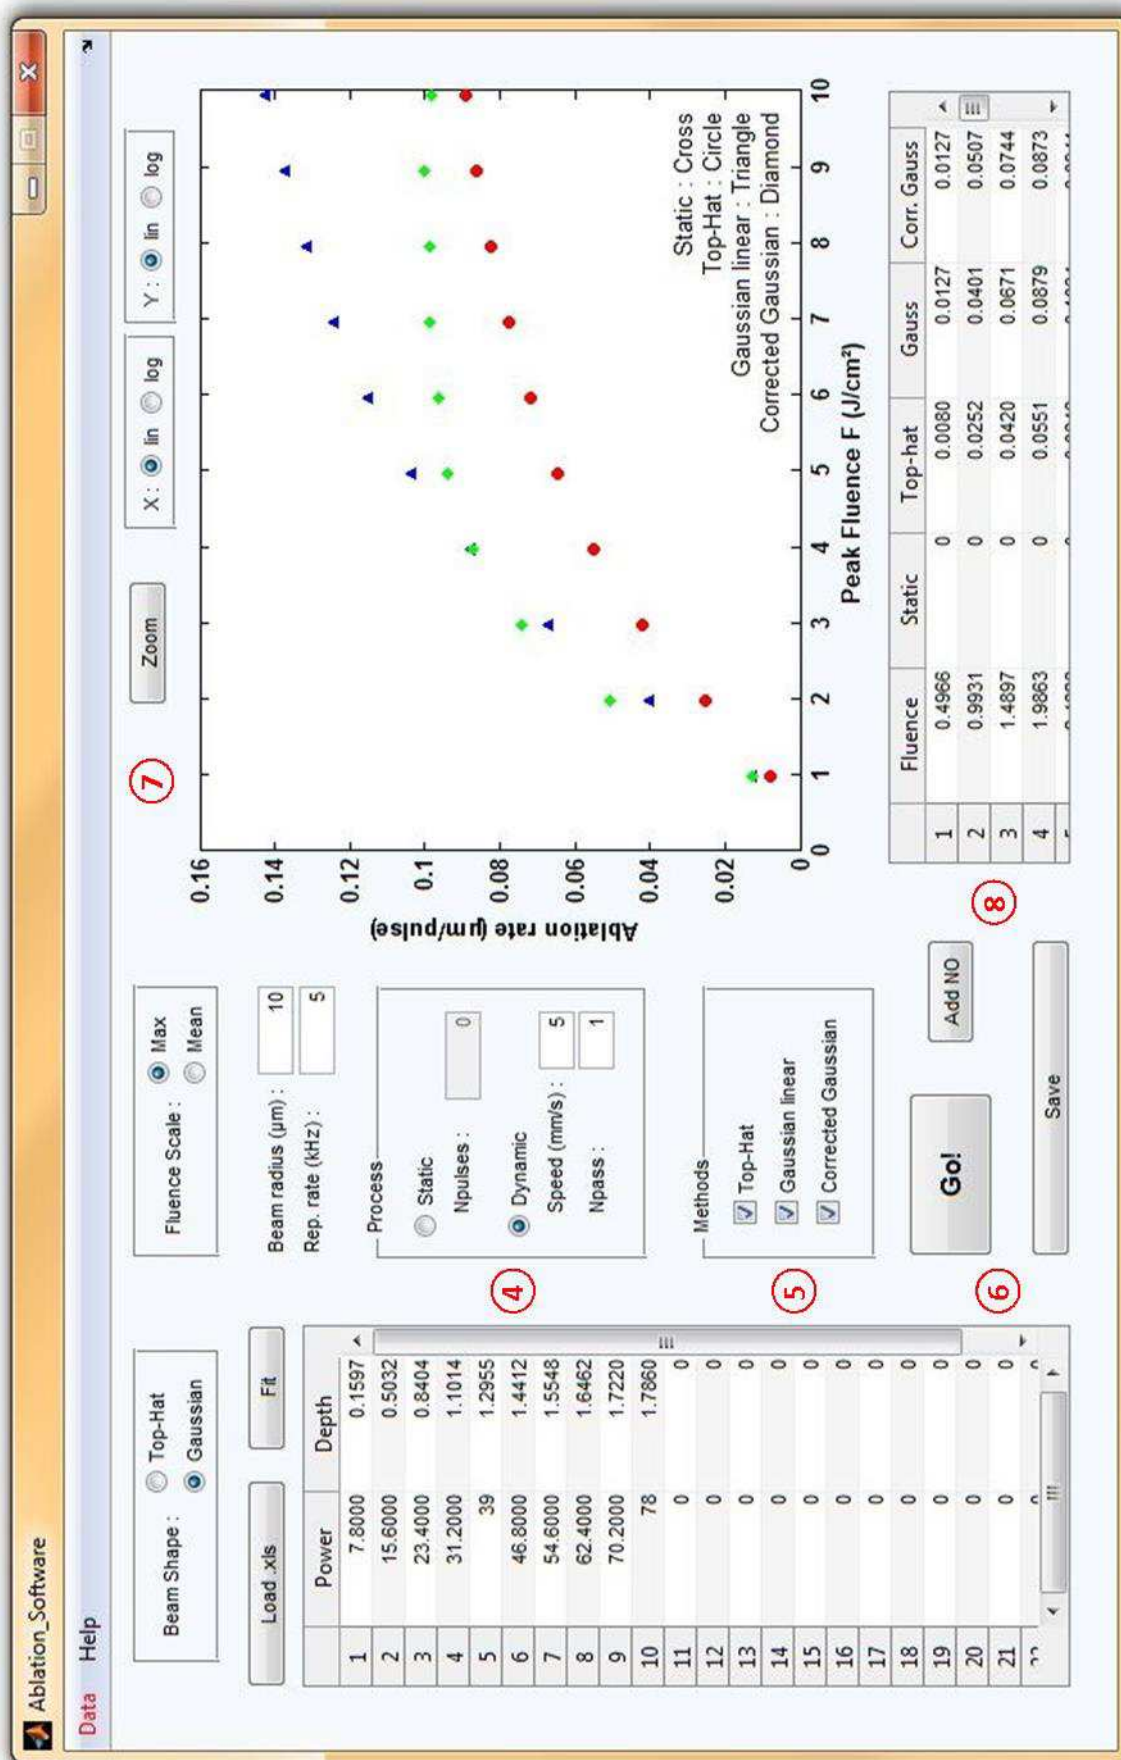 Ablation_Software
Data Help
Beam Shape : Top-Hat
Gaussian
Load .xls Fit
Power Depth
1 7.8000 0.1597
2 15.6000 0.5032
3 23.4000 0.8404
4 31.2000 1.1014
5 39 1.2955
6 46.8000 1.4412
7 54.6000 1.5548
8 62.4000 1.6462
9 70.2000 1.7220
10 78 1.7860
11 0 0
12 0 0
13 0 0
14 0 0
15 0 0
16 0 0
17 0 0
18 0 0
19 0 0
20 0 0
21 0 0
Fluence Scale : Max
Mean
Beam radius (µm) : 10
Rep. rate (kHz) : 5
Process
Static
Npulses : 0
4
Dynamic
Speed (mm/s) : 5
Npass : 1
Methods
Top-Hat
5
Gaussian linear
Corrected Gaussian
Go! Add NO
6
Save
7
Zoom
X : lin log
Y : lin log
0.16
0.14
0.12
0.1
0.08
0.06
0.04
0.02
0
Ablation rate (µm/pulse)
0 1 2 3 4 5 6 7 8 9 10
Peak Fluence F (J/cm²)
Static : Cross
Top-Hat : Circle
Gaussian linear : Triangle
Corrected Gaussian : Diamond
8
Fluence Static Top-hat Gauss Corr. Gauss
1 0.4966 0 0.0080 0.0127 0.0127
2 0.9931 0 0.0252 0.0401 0.0507
3 1.4897 0 0.0420 0.0671 0.0744
4 1.9863 0 0.0551 0.0879 0.0873